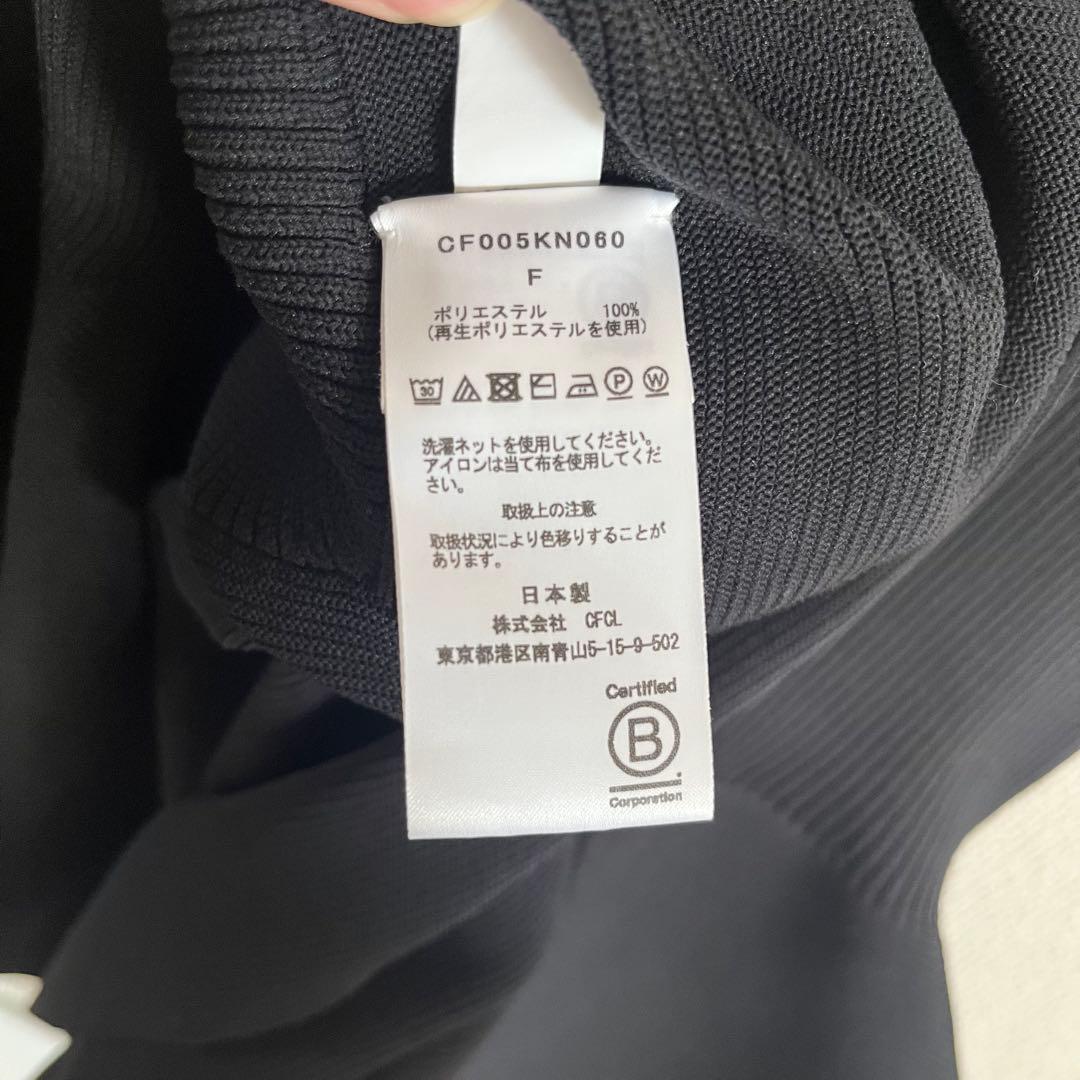 CF005KN060
F
ポリエステル 100%
(再生ポリエステルを使用)
30 P W
洗濯ネットを使用してください。
アイロンは当て布を使用してくだ
さい。
取扱上の注意
取扱状況により色移りすることが
あります。
日本製
株式会社 CFCL
東京都港区南青山5-15-9-502
Certified
B
Corporation